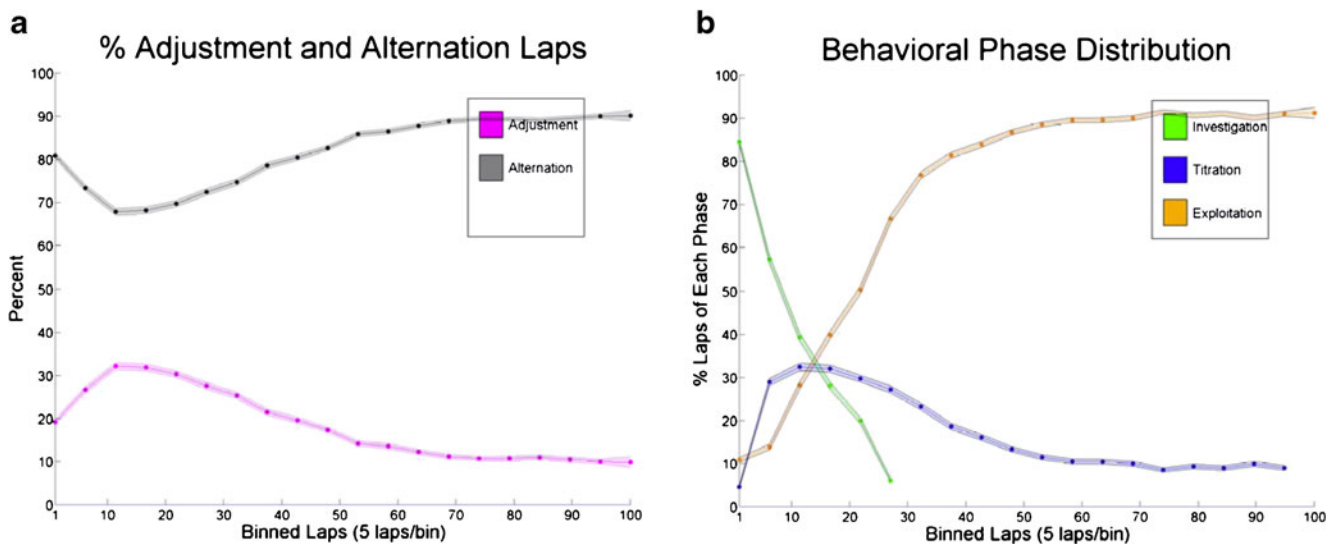 a
% Adjustment and Alternation Laps
100
90
80
70
60
50
40
30
20
10
0
Percent
1 10 20 30 40 50 60 70 80 90 100
Binned Laps (5 laps/bin)
Adjustment
Alternation
b
Behavioral Phase Distribution
100
90
80
70
60
50
40
30
20
10
0
% Laps of Each Phase
1 10 20 30 40 50 60 70 80 90 100
Binned Laps (5 laps/bin)
Investigation
Titration
Exploitation